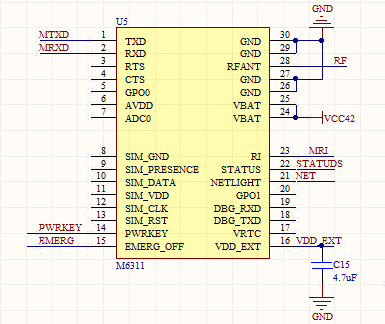 GND
U5
MTXD 1 TXD GND 30
MRXD 2 RXD GND 29
3 RTS RFANT 28 RF
4 CTS GND 27
5 GPO0 GND 26
6 AVDD VBAT 25
7 ADC0 VBAT 24 VCC42
8 SIM_GND RI 23 MRI
9 SIM_PRESENCE STATUS 22 STATUDS
10 SIM_DATA NETLIGHT 21 NET
11 SIM_VDD GPO1 20
12 SIM_CLK DBG_RXD 19
13 SIM_RST DBG_TXD 18
PWRKEY 14 PWRKEY VRTC 17
EMERG 15 EMERG_OFF VDD_EXT 16 VDD_EXT
M6311
C15
4.7uF
GND